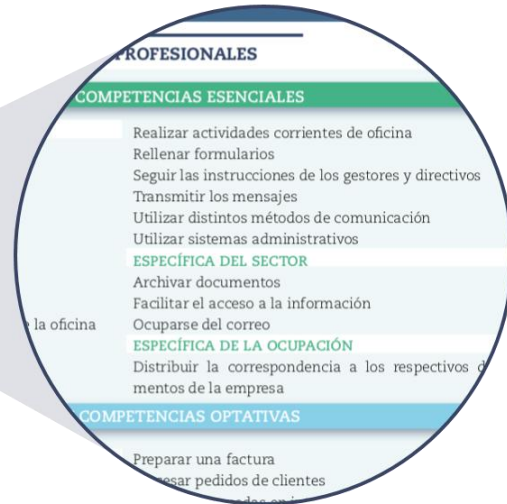 PROFESIONALES
COMPETENCIAS ESENCIALES
Realizar actividades corrientes de oficina
Rellenar formularios
Seguir las instrucciones de los gestores y directivos
Transmitir los mensajes
Utilizar distintos métodos de comunicación
Utilizar sistemas administrativos
ESPECÍFICA DEL SECTOR
Archivar documentos
Facilitar el acceso a la información
la oficina Ocuparse del correo
ESPECÍFICA DE LA OCUPACIÓN
Distribuir la correspondencia a los respectivos
mentos de la empresa
COMPETENCIAS OPTATIVAS
Preparar una factura
pedidos de clientes